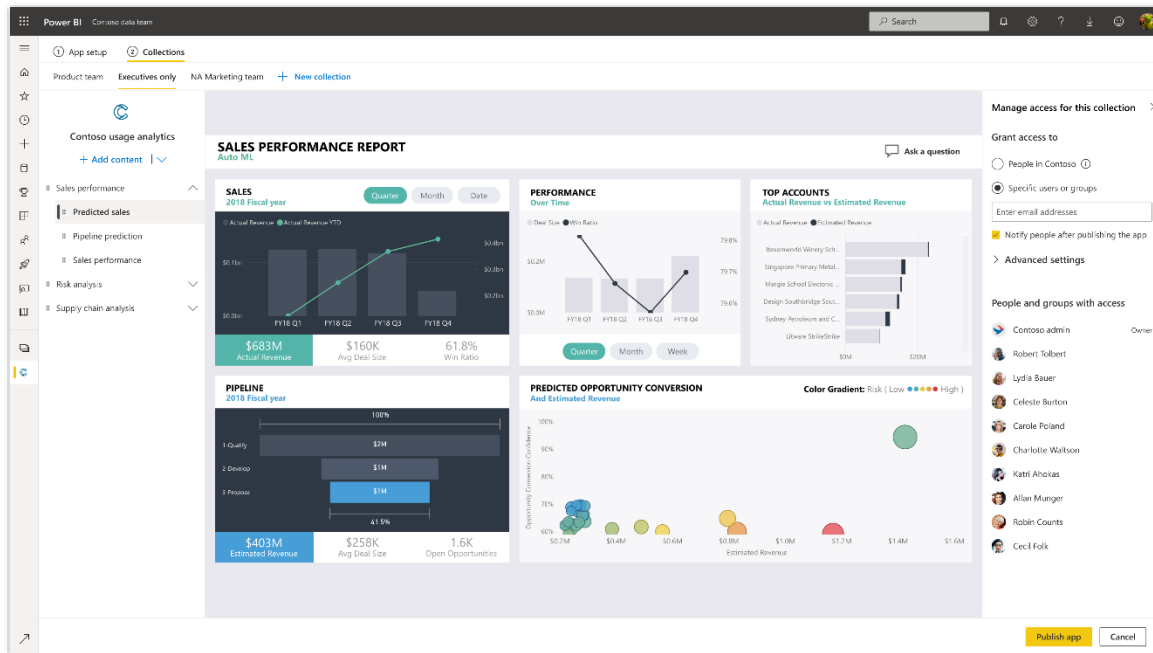 Power BI Contoso data team
Search
1 App setup 2 Collections
Product team Executives only NA Marketing team + New collection
Contoso usage analytics
+ Add content
Sales performance
Predicted sales
Pipeline prediction
Sales performance
Risk analysis
Supply chain analysis
SALES PERFORMANCE REPORT
Auto ML
Ask a question
SALES
2018 Fiscal year
Quarter Month Date
Actual Revenue Actual Revenue YTD
$0.1bn
$0.0bn
$0.4bn
$0.3bn
$0.2bn
FY18 Q1 FY18 Q2 FY18 Q3 FY18 Q4
$683M $160K 61.8%
Actual Revenue Avg Deal Size Win Ratio
PERFORMANCE
Over Time
Deal Size Win Ratio
$0.2M
$0.0M
79.8%
79.7%
79.6%
FY18 Q1 FY18 Q2 FY18 Q3 FY18 Q4
Quarter Month Week
TOP ACCOUNTS
Actual Revenue vs Estimated Revenue
Actual Revenue Estimated Revenue
Winery Sch...
Singapore Primary Metal...
Margie School Electonic ...
Design Southbridge Sout...
Sydney Petroleum and C...
Litware StrikeStrike
$0M $20M
PIPELINE
2018 Fiscal year
100%
1-Qualify $2M
2-Develop $1M
3-Propose $1M
41.5%
$403M $258K 1.6K
Estimated Revenue Avg Deal Size Open Opportunities
PREDICTED OPPORTUNITY CONVERSION
And Estimated Revenue
Color Gradient: Risk ( Low High )
Opportunity Conversion Confidence
100%
90%
80%
70%
60%
$0.2M $0.4M $0.6M $0.8M $1.0M $1.2M $1.4M $1.6M
Estimated Revenue
Manage access for this collection
Grant access to
People in Contoso
Specific users or groups
Enter email addresses
Notify people after publishing the app
Advanced settings
People and groups with access
Contoso admin Owner
Robert Tolbert
Lydia Bauer
Celeste Burton
Carole Poland
Charlotte Waltson
Katri Ahokas
Allan Munger
Robin Counts
Cecil Folk
Publish app Cancel